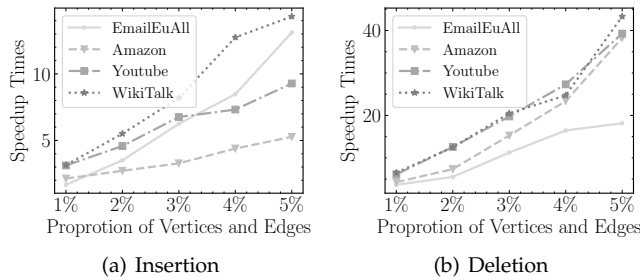 EmailEuAll
Amazon
Youtube
WikiTalk
Speedup Times
10
5
1% 2% 3% 4% 5%
Proprotion of Vertices and Edges
(a) Insertion
EmailEuAll
Amazon
Youtube
WikiTalk
Speedup Times
40
20
1% 2% 3% 4% 5%
Proprotion of Vertices and Edges
(b) Deletion